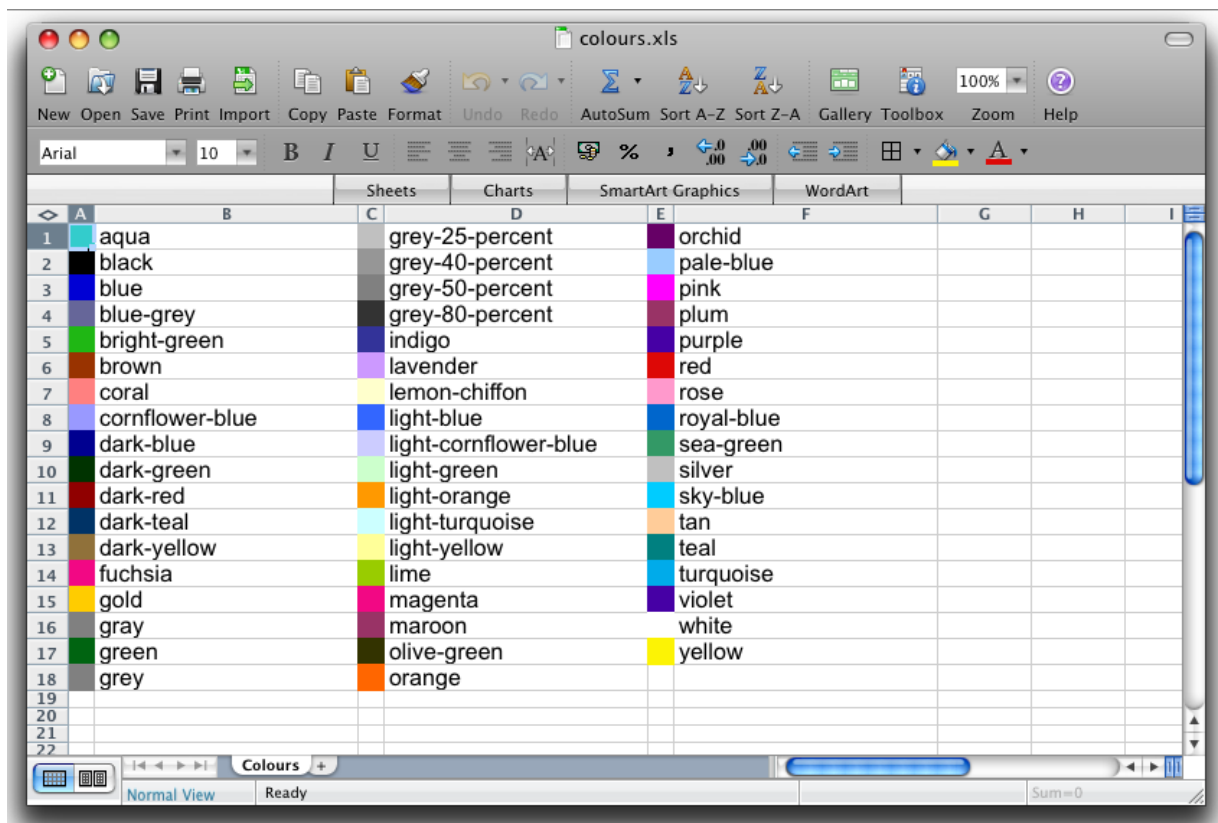 colours.xls
New Open Save Print Import Copy Paste Format Undo Redo AutoSum Sort A-Z Sort Z-A Gallery Toolbox Zoom Help
100%
Arial 10 B I U
Sheets Charts SmartArt Graphics WordArt
A B C D E F G H I
1 aqua grey-25-percent orchid
2 black grey-40-percent pale-blue
3 blue grey-50-percent pink
4 blue-grey grey-80-percent plum
5 bright-green indigo purple
6 brown lavender red
7 coral lemon-chiffon rose
8 cornflower-blue light-blue royal-blue
9 dark-blue light-cornflower-blue sea-green
10 dark-green light-green silver
11 dark-red light-orange sky-blue
12 dark-teal light-turquoise tan
13 dark-yellow light-yellow teal
14 fuchsia lime turquoise
15 gold magenta violet
16 gray maroon white
17 green olive-green yellow
18 grey orange
19
20
21
22
Colours
Normal View Ready Sum=0